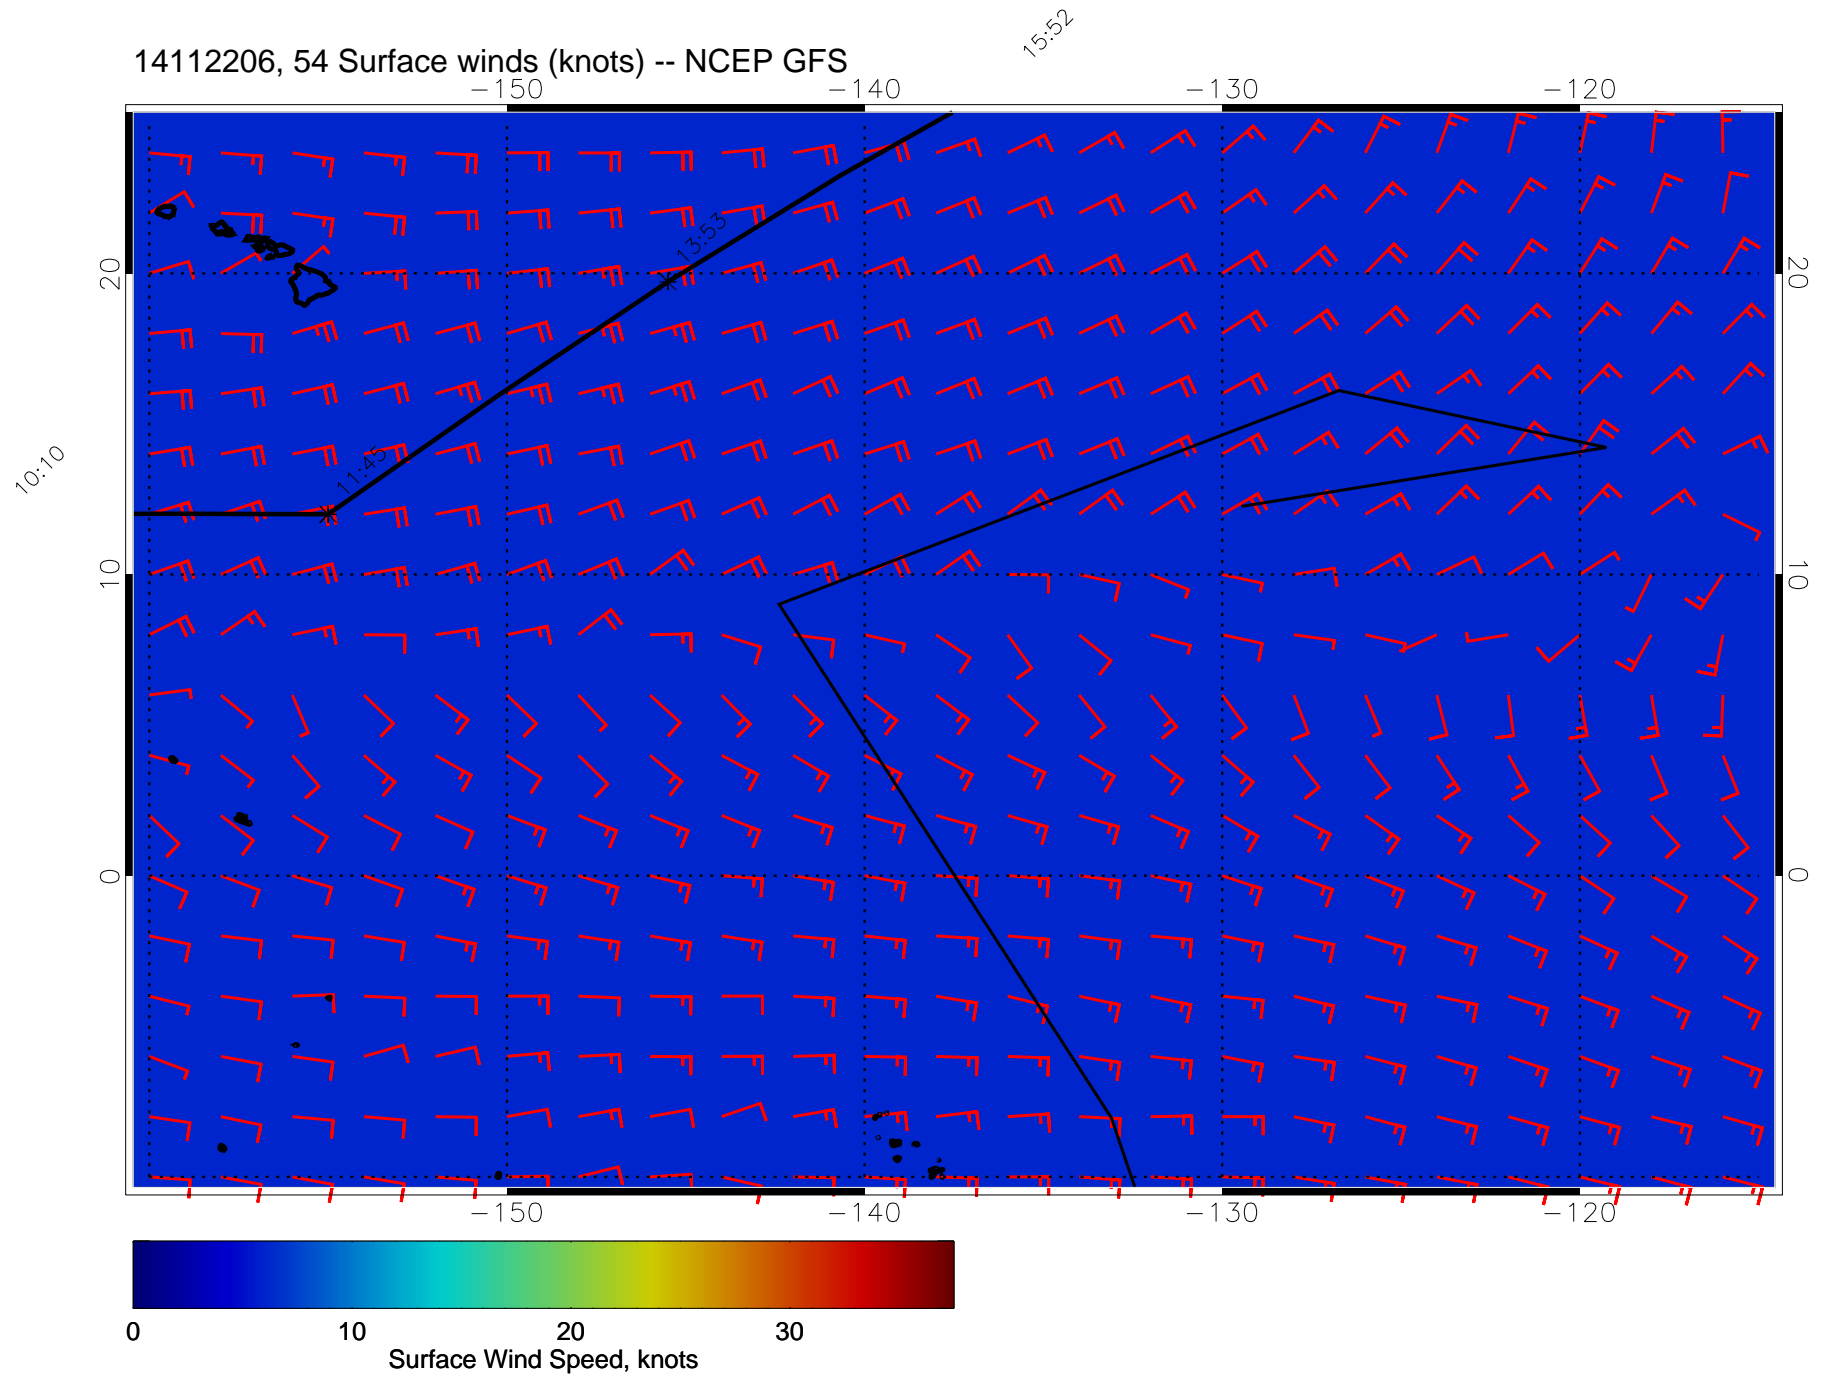 15:52
14112206, 54 Surface winds (knots) -- NCEP GFS
-150 -140 -130 -120
13:53
20 20
11:45
10:10
10 10
0 0
-150 -140 -130 -120
0 10 20 30
Surface Wind Speed, knots